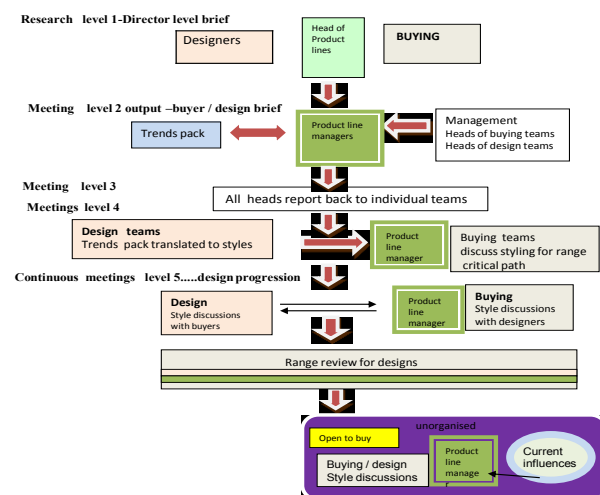 Research level 1-Director level brief
Designers
Head of
Product
lines
BUYING
Meeting level 2 output –buyer / design brief
Trends pack
Product line
managers
Management
Heads of buying teams
Heads of design teams
Meeting level 3
All heads report back to individual teams
Meetings level 4
Design teams
Trends pack translated to styles
Product
line
manager
Buying teams
discuss styling for range
critical path
Continuous meetings level 5.....design progression
Design
Style discussions
with buyers
Product
line
manager
Buying
Style discussions
with designers
Range review for designs
unorganised
Open to buy
Buying / design
Style discussions
Product
line
manage
Current
influences